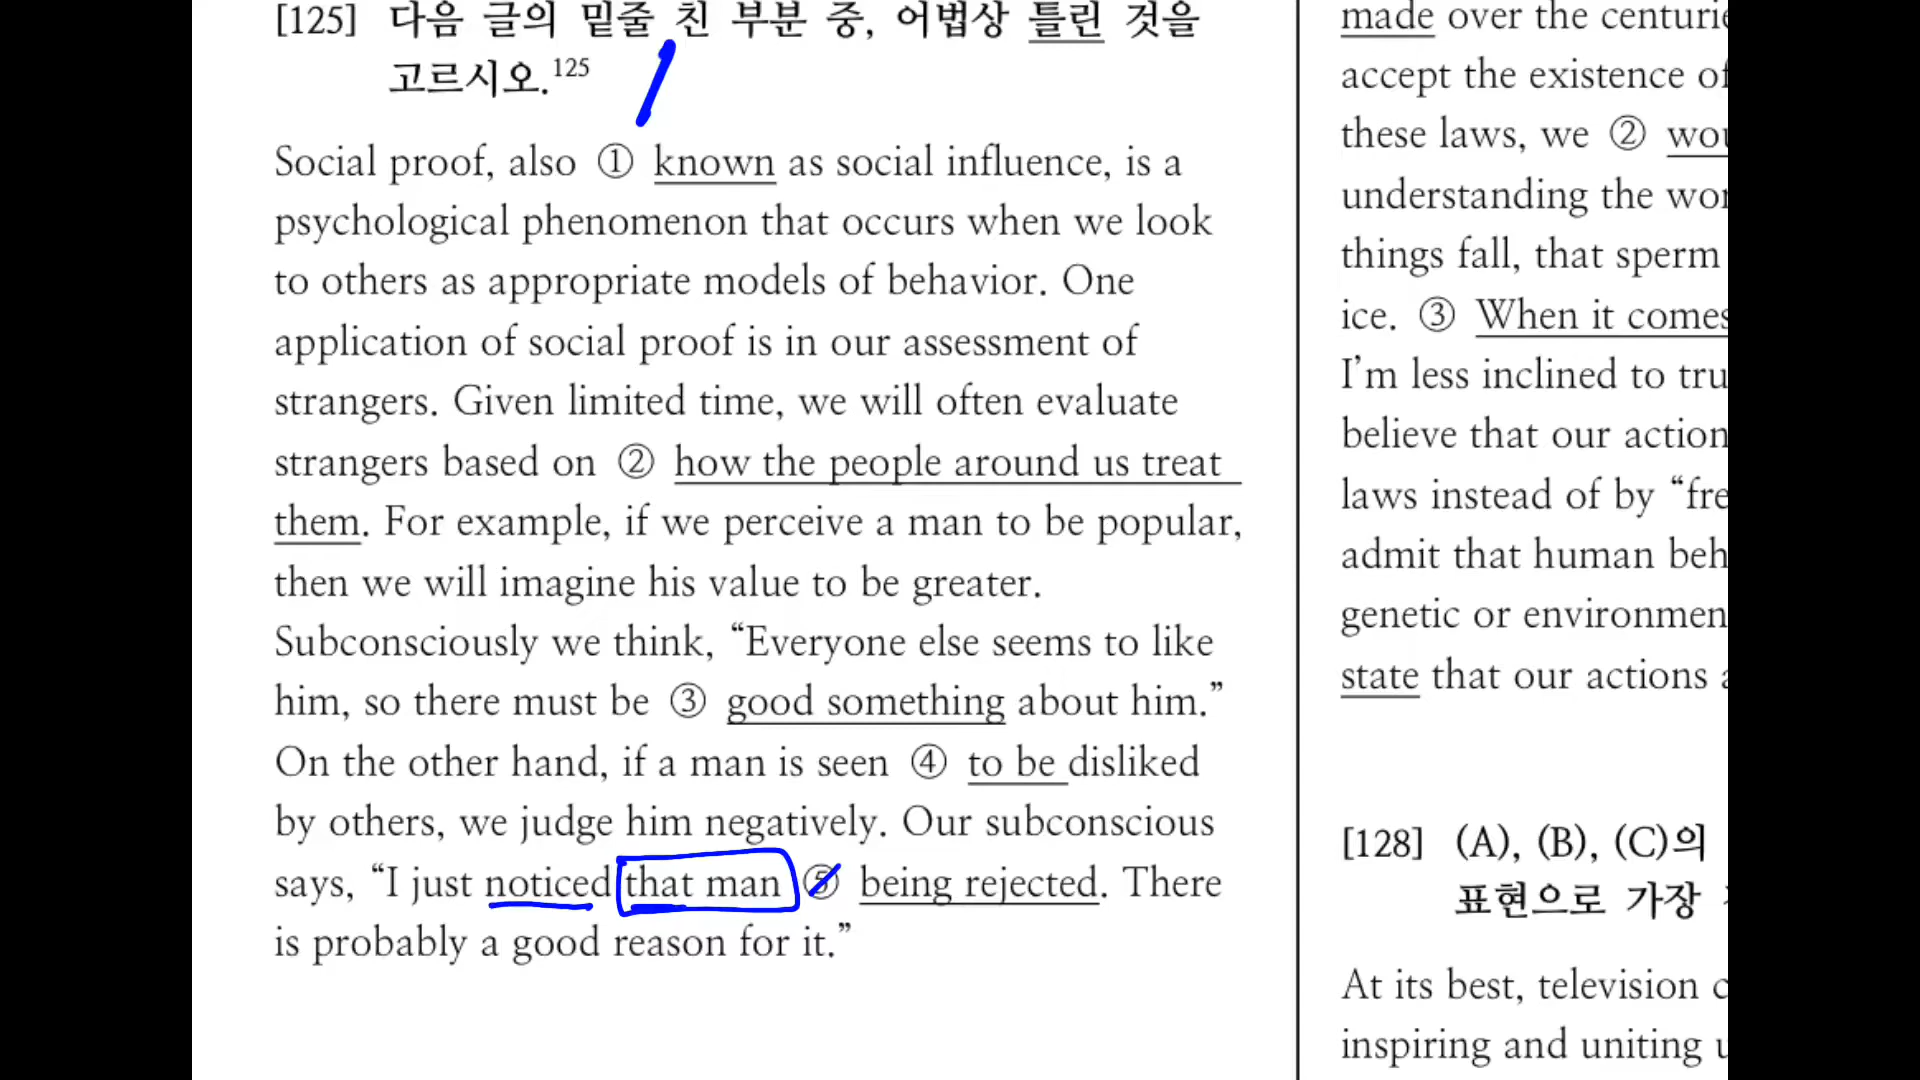 [125] 다음 글의 밑줄 친 부분 중, 어법상 틀린 것을
고르시오.125
Social proof, also ① known as social influence, is a
psychological phenomenon that occurs when we look
to others as appropriate models of behavior. One
application of social proof is in our assessment of
strangers. Given limited time, we will often evaluate
strangers based on ② how the people around us treat
them. For example, if we perceive a man to be popular,
then we will imagine his value to be greater.
Subconsciously we think, “Everyone else seems to like
him, so there must be ③ good something about him.”
On the other hand, if a man is seen ④ to be disliked
by others, we judge him negatively. Our subconscious
says, “I just noticed that man ⑤ being rejected. There
is probably a good reason for it.”
made over the
accept the existence
these laws, we ②
understanding the
things fall, that sperm
ice. ③ When it comes
I’m less inclined to
believe that our
laws instead of by
admit that human
genetic or
state that our actions
[128] (A), (B), (C)의
표현으로 가장
At its best, television
inspiring and uniting